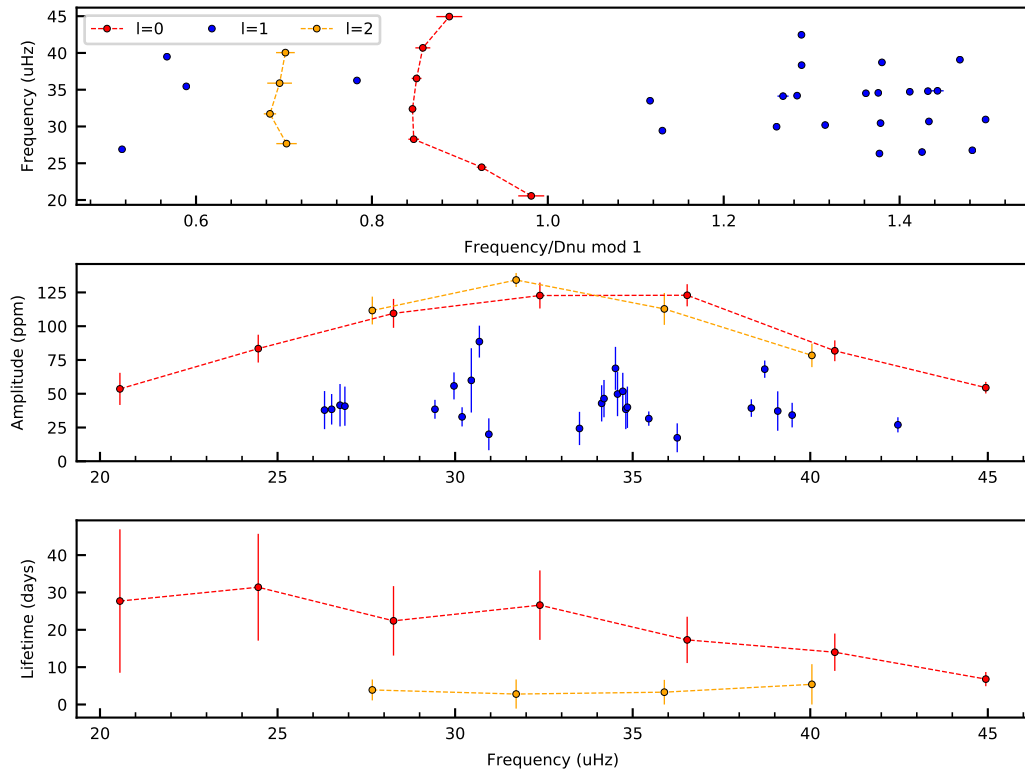 l=0 l=1 l=2
Frequency (uHz)
45
40
35
30
25
20
0.6 0.8 1.0 1.2 1.4
Frequency/Dnu mod 1
Amplitude (ppm)
125
100
75
50
25
0
20 25 30 35 40 45
Lifetime (days)
40
30
20
10
0
20 25 30 35 40 45
Frequency (uHz)